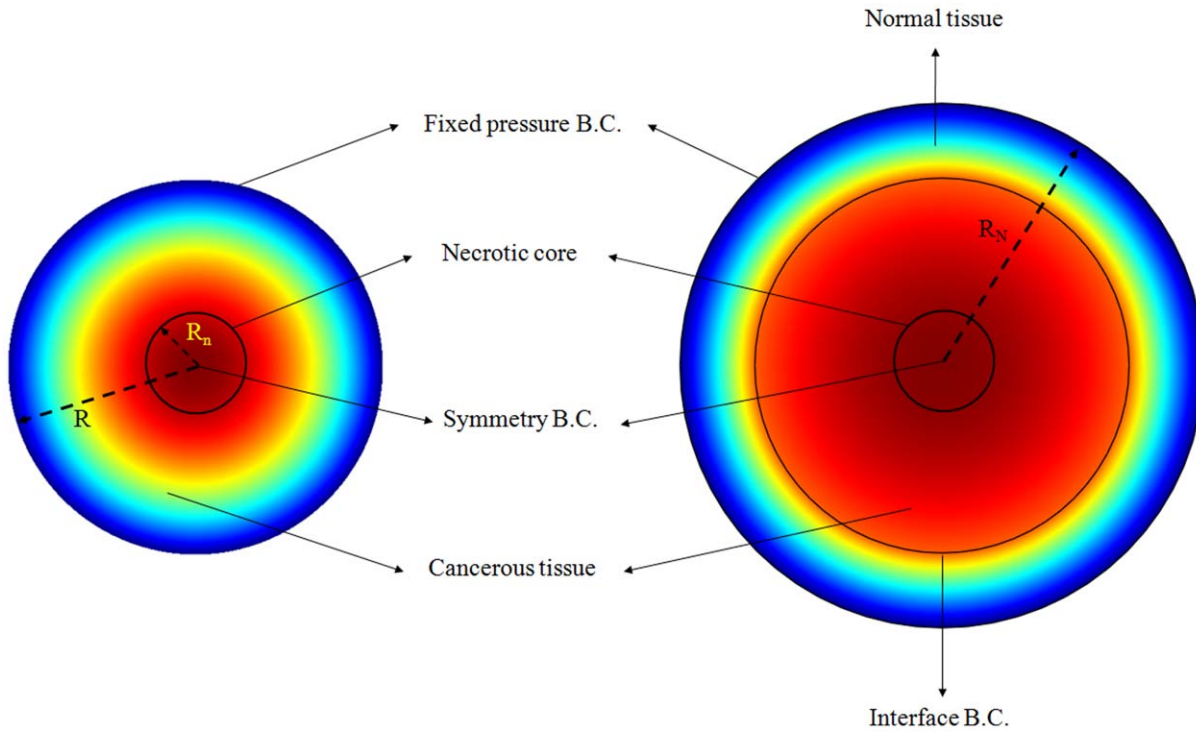 Normal tissue
Fixed pressure B.C.
R_N
Necrotic core
R_n
R
Symmetry B.C.
Cancerous tissue
Interface B.C.